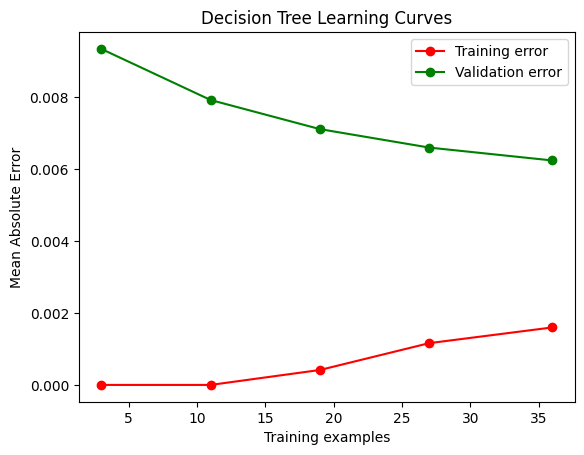 Decision Tree Learning Curves
Training error
Validation error
Mean Absolute Error
0.008
0.006
0.004
0.002
0.000
5 10 15 20 25 30 35
Training examples